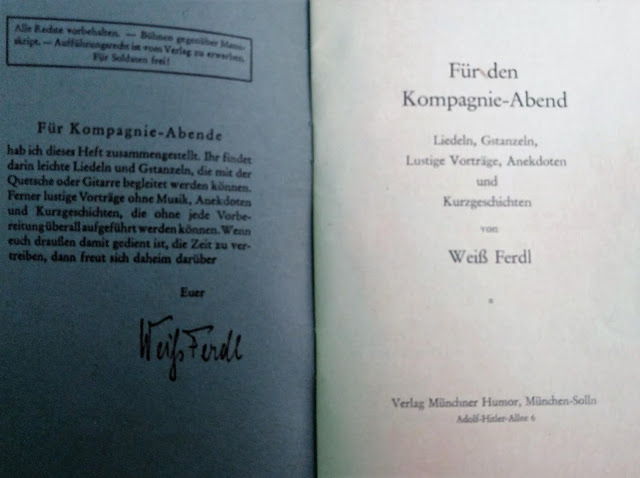 Alle Rechte vorbehalten. — Bühnen gegenüber Manu-
skript. — Aufführungsrecht ist vom Verlag zu erwerben.
Für Soldaten frei!
Für Kompagnie-Abende
hab ich dieses Heft zusammengestellt. Ihr findet
darin leichte Liedeln und Gstanzeln, die mit der
Quetsche oder Gitarre begleitet werden können.
Ferner lustige Vorträge ohne Musik, Anekdoten
und Kurzgeschichten, die ohne jede Vorbe-
reitung überall aufgeführt werden können. Wenn
euch draußen damit gedient ist, die Zeit zu ver-
treiben, dann freut sich daheim darüber
Euer
Weiß Ferdl
Für den
Kompagnie-Abend
Liedeln, Gstanzeln,
Lustige Vorträge, Anekdoten
und
Kurzgeschichten
von
Weiß Ferdl
Verlag Münchner Humor, München-Solln
Adolf-Hitler-Allee 6